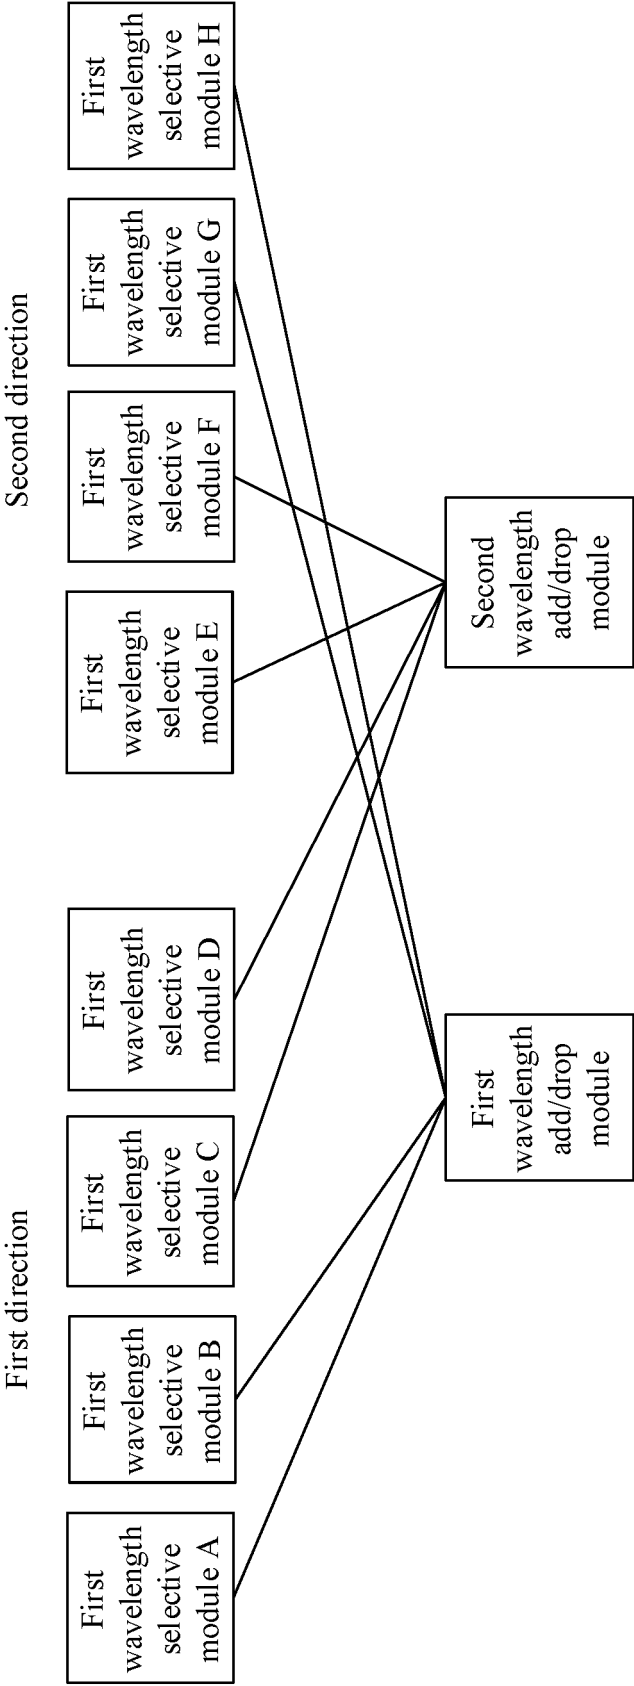 First direction
Second direction
First
wavelength
selective
module A
First
wavelength
selective
module B
First
wavelength
selective
module C
First
wavelength
selective
module D
First
wavelength
selective
module E
First
wavelength
selective
module F
First
wavelength
selective
module G
First
wavelength
selective
module H
First
wavelength
add/drop
module
Second
wavelength
add/drop
module